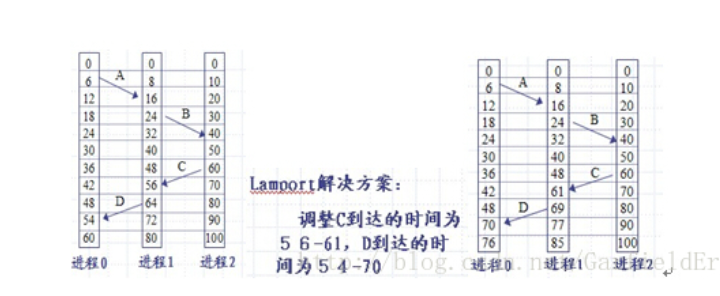 0 0 0
6 A 8 10
12 16 20
18 24 B 30
24 32 40
30 40 50
36 48 C 60
42 56 70
48 D 64 80
54 72 90
60 80 100
进程0 进程1 进程2
Lamport解决方案:
调整C到达的时间为
56-61,D到达的时
间为54-70
0 0 0
6 A 8 10
12 16 20
18 24 B 30
24 32 40
30 40 50
36 48 C 60
42 61 70
48 D 69 80
70 77 90
76 85 100
进程0 进程1 进程2